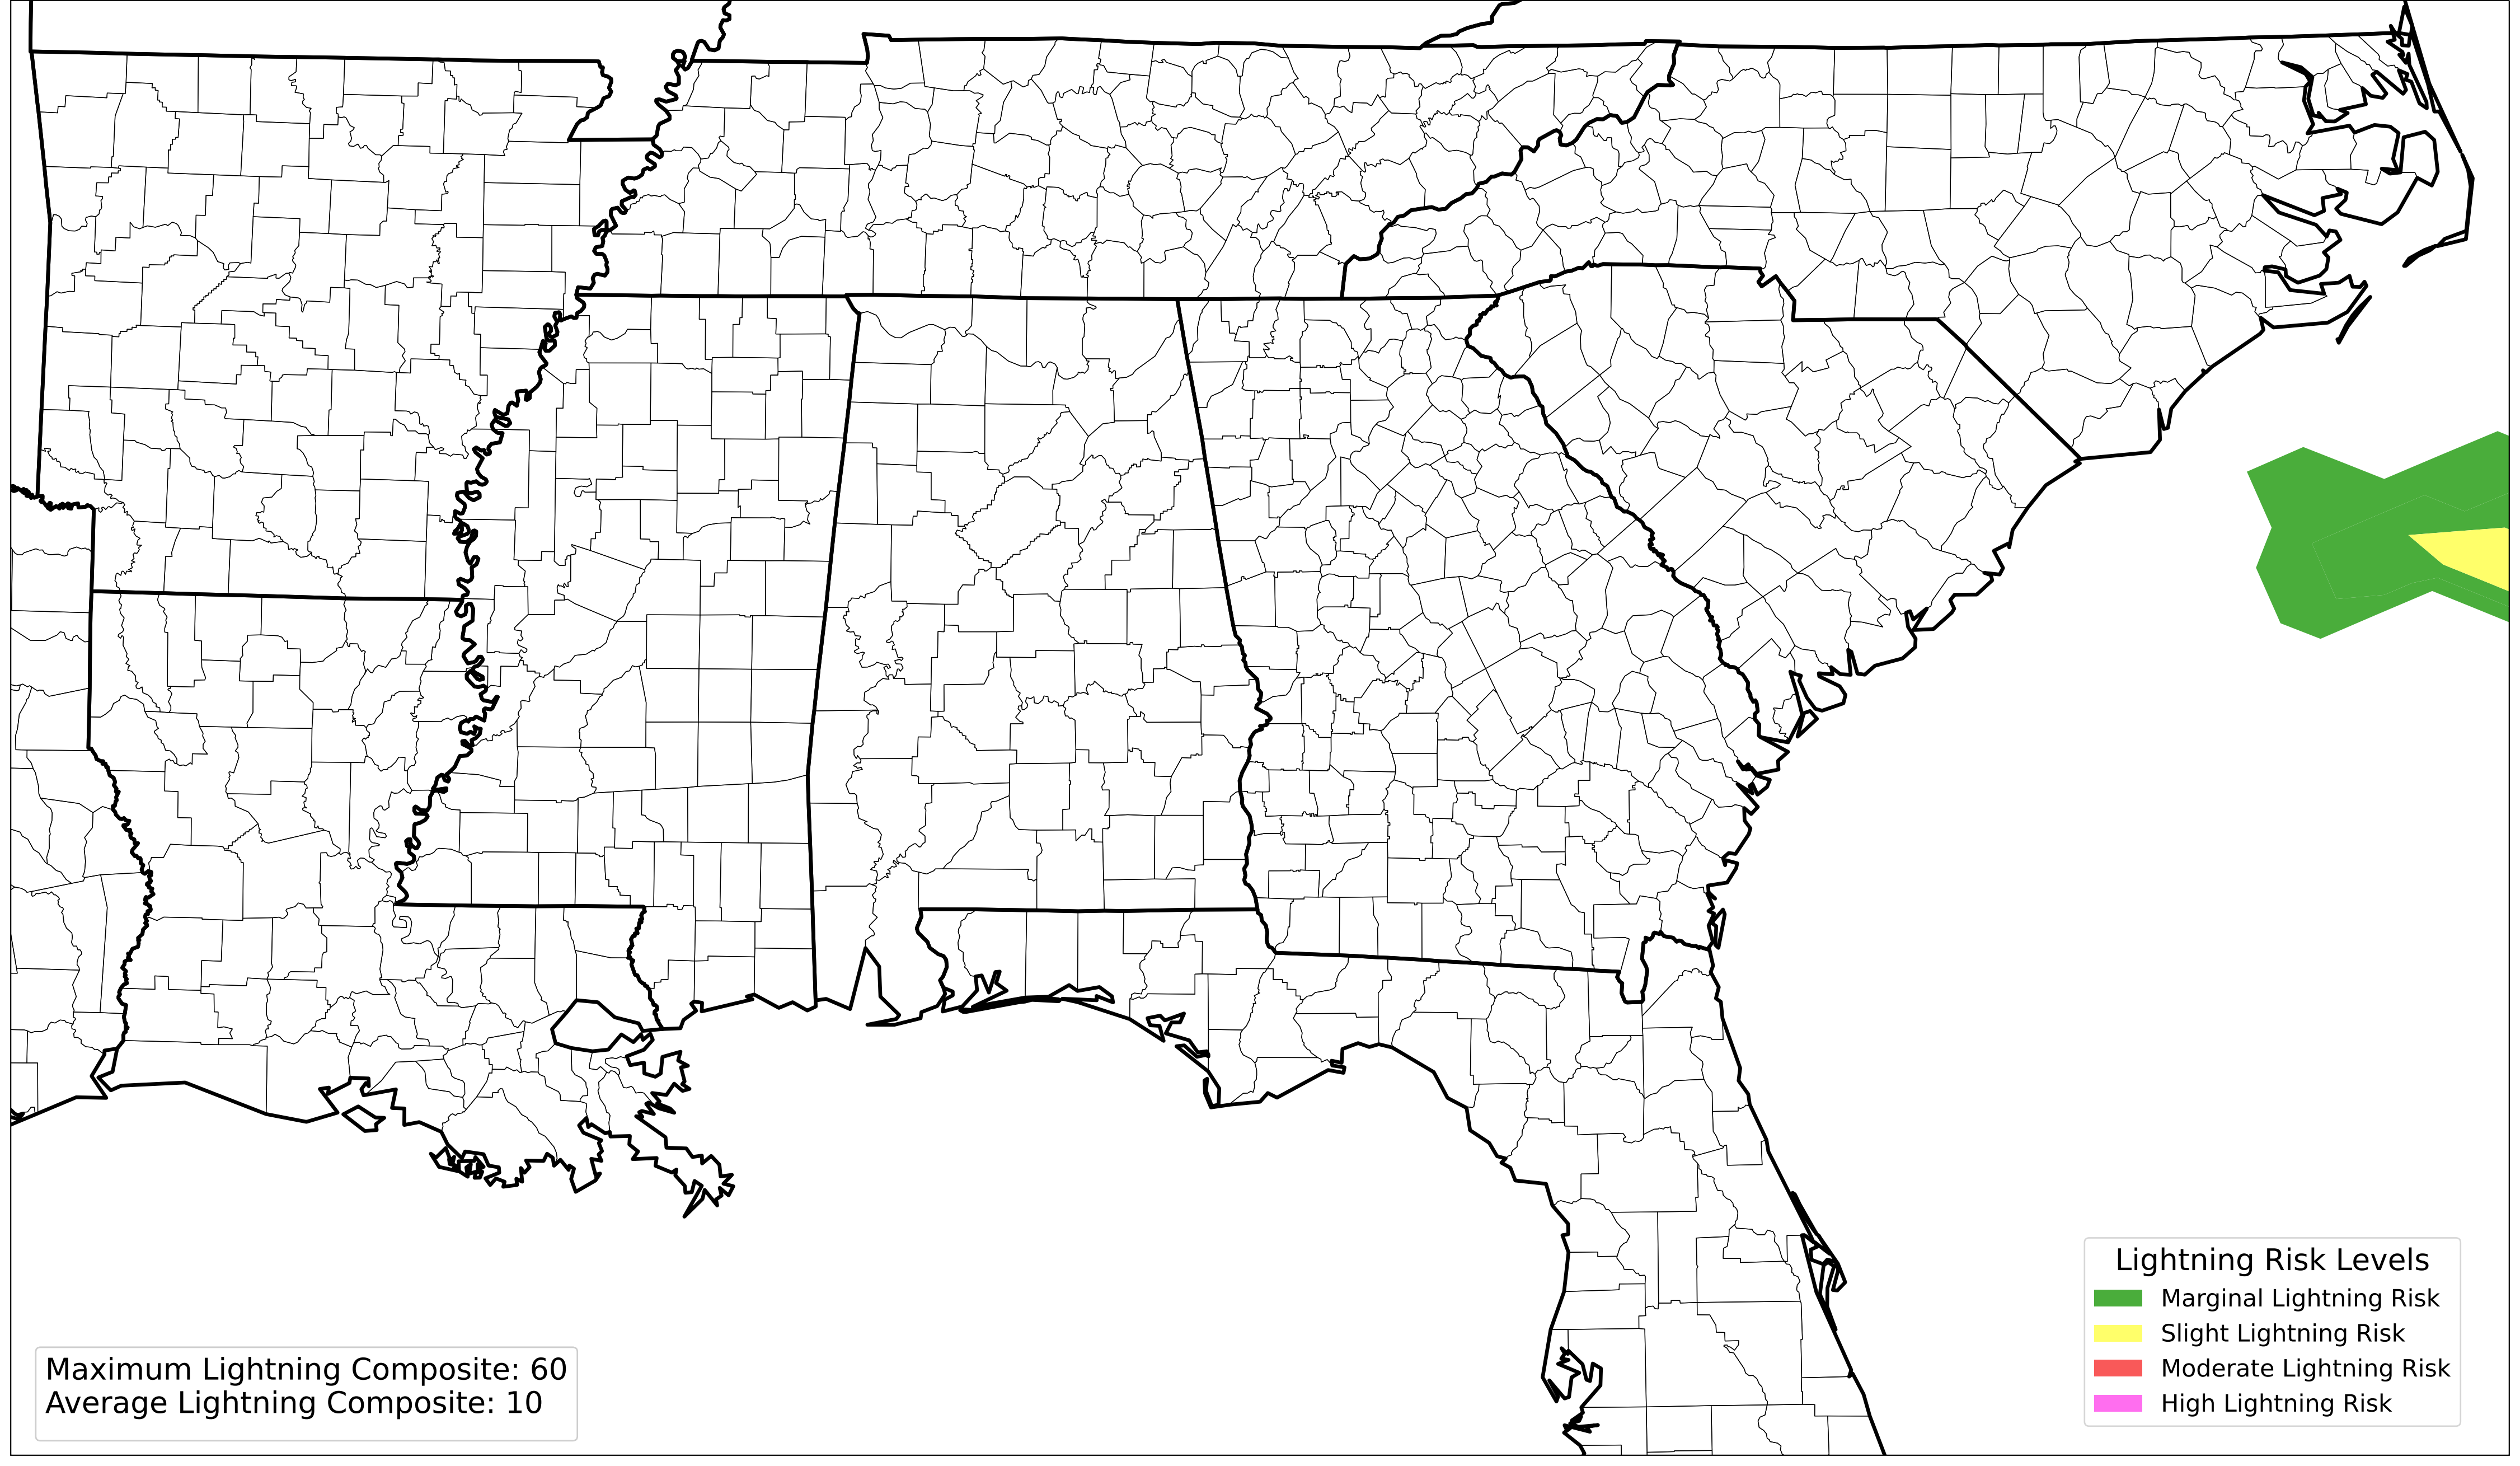 Maximum Lightning Composite: 60
Average Lightning Composite: 10
Lightning Risk Levels
Marginal Lightning Risk
Slight Lightning Risk
Moderate Lightning Risk
High Lightning Risk